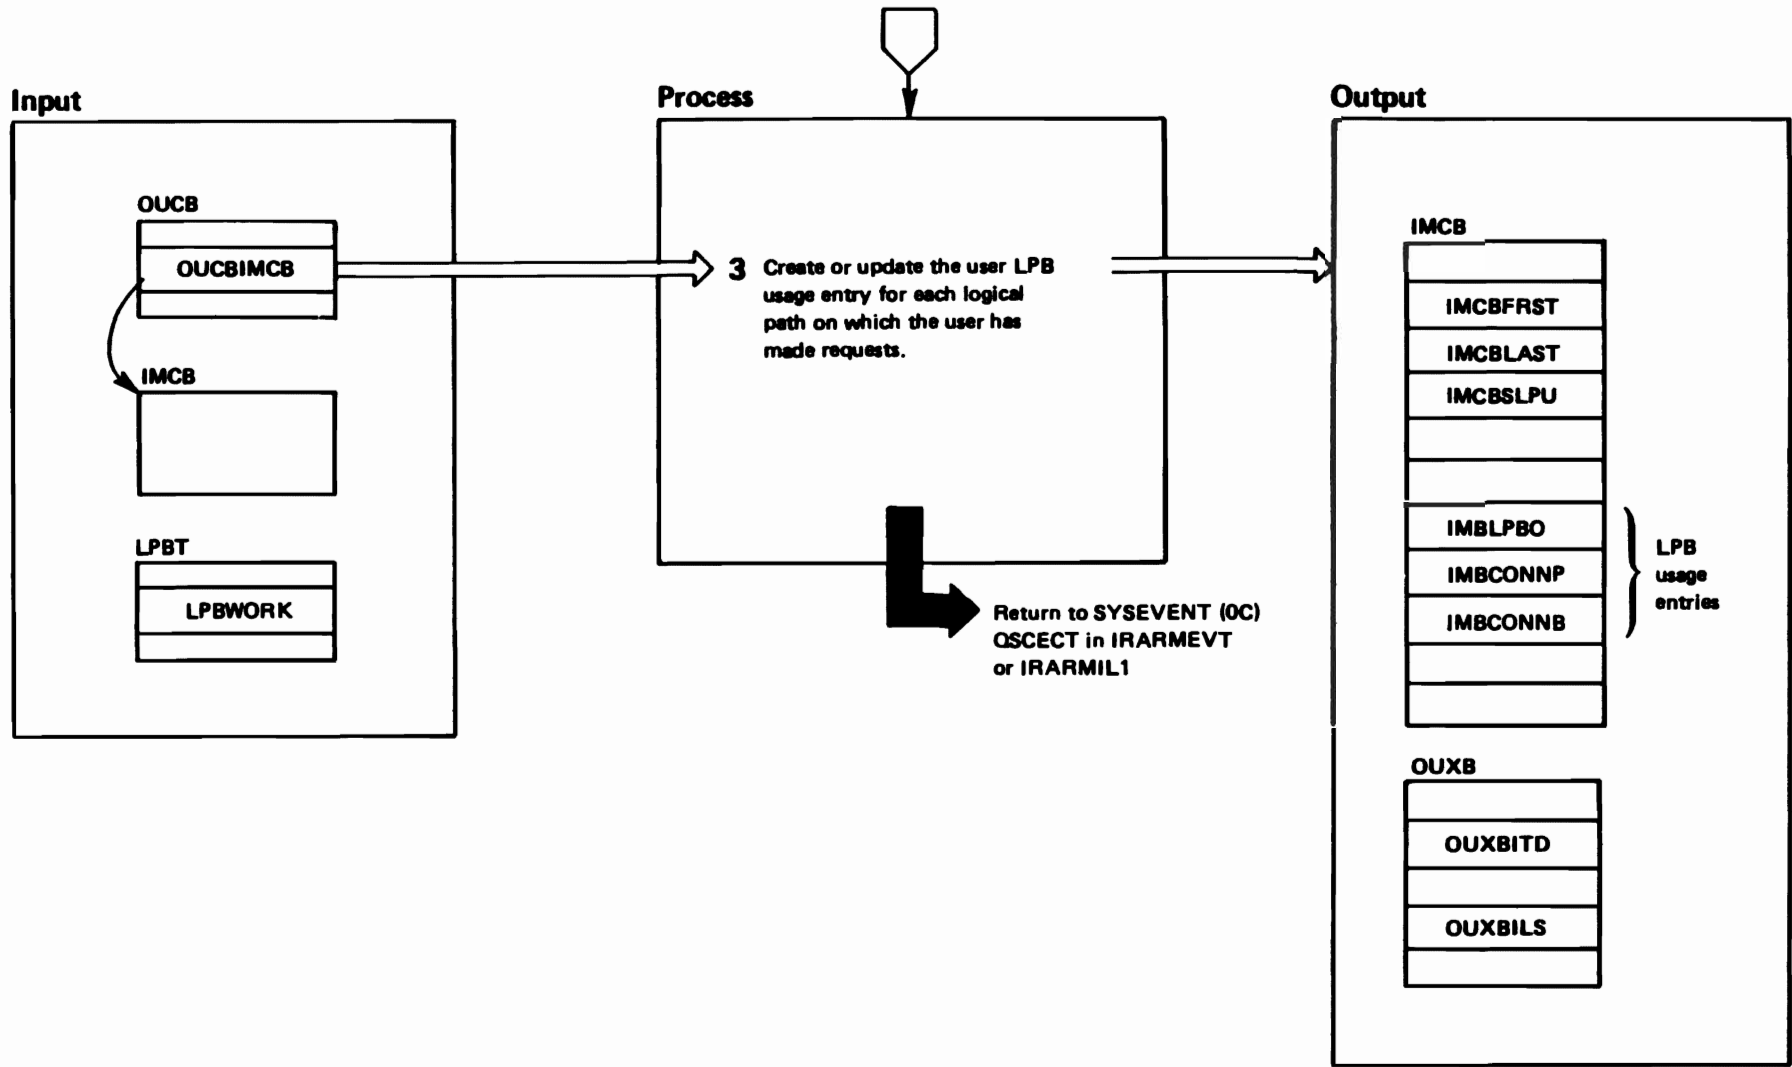 Input
OUCB
OUCBIMCB
IMCB
LPBT
LPBWORK
Process
3 Create or update the user LPB
usage entry for each logical
path on which the user has
made requests.
Return to SYSEVENT (0C)
QSCECT in IRARMEVT
or IRARMIL1
Output
IMCB
IMCBFRST
IMCBLAST
IMCBSLPU
IMBLPBO
IMBCONNP
IMBCONNB
LPB
usage
entries
OUXB
OUXBITD
OUXBILS